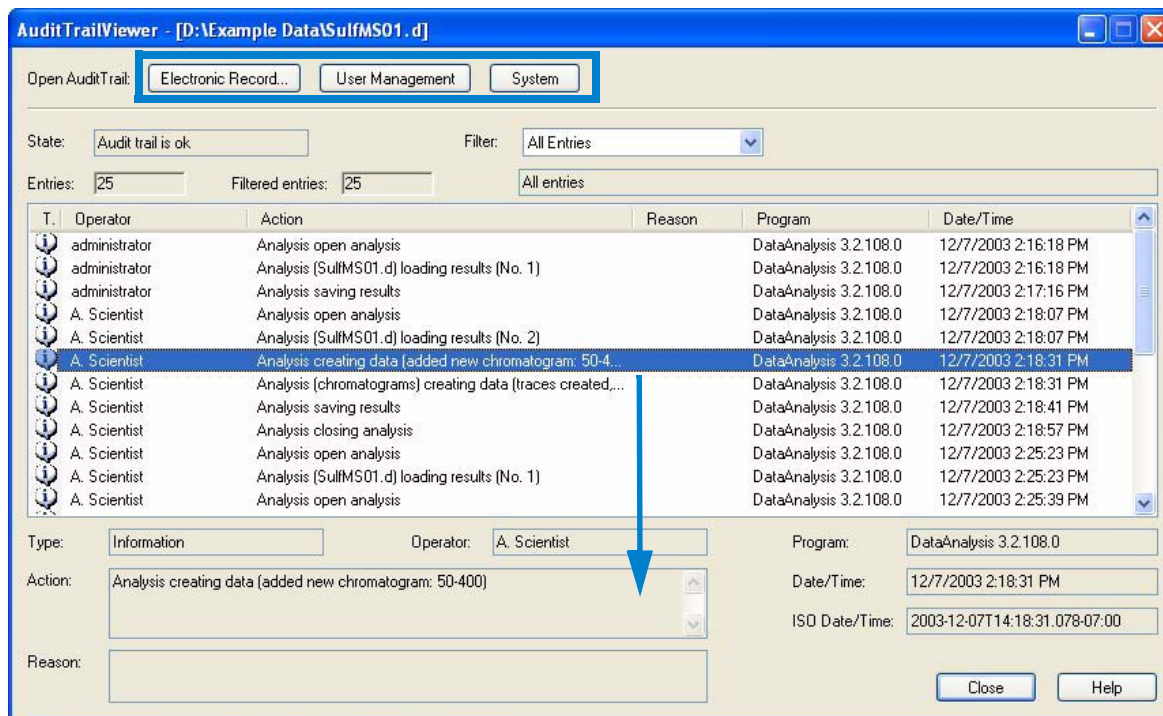 AuditTrailViewer - [D:\Example Data\SulfMS01.d]
Open AuditTrail: Electronic Record... User Management System
State: Audit trail is ok Filter: All Entries
Entries: 25 Filtered entries: 25 All entries
T. Operator Action Reason Program Date/Time
administrator Analysis open analysis DataAnalysis 3.2.108.0 12/7/2003 2:16:18 PM
administrator Analysis (SulfMS01.d) loading results (No. 1) DataAnalysis 3.2.108.0 12/7/2003 2:16:18 PM
administrator Analysis saving results DataAnalysis 3.2.108.0 12/7/2003 2:17:16 PM
A. Scientist Analysis open analysis DataAnalysis 3.2.108.0 12/7/2003 2:18:07 PM
A. Scientist Analysis (SulfMS01.d) loading results (No. 2) DataAnalysis 3.2.108.0 12/7/2003 2:18:07 PM
A. Scientist Analysis creating data (added new chromatogram: 50-4... DataAnalysis 3.2.108.0 12/7/2003 2:18:31 PM
A. Scientist Analysis (chromatograms) creating data (traces created,... DataAnalysis 3.2.108.0 12/7/2003 2:18:31 PM
A. Scientist Analysis saving results DataAnalysis 3.2.108.0 12/7/2003 2:18:41 PM
A. Scientist Analysis closing analysis DataAnalysis 3.2.108.0 12/7/2003 2:18:57 PM
A. Scientist Analysis open analysis DataAnalysis 3.2.108.0 12/7/2003 2:25:23 PM
A. Scientist Analysis (SulfMS01.d) loading results (No. 1) DataAnalysis 3.2.108.0 12/7/2003 2:25:23 PM
A. Scientist Analysis open analysis DataAnalysis 3.2.108.0 12/7/2003 2:25:39 PM
Type: Information Operator: A. Scientist Program: DataAnalysis 3.2.108.0
Action: Analysis creating data (added new chromatogram: 50-400) Date/Time: 12/7/2003 2:18:31 PM
ISO Date/Time: 2003-12-07T14:18:31.078-07:00
Reason:
Close Help